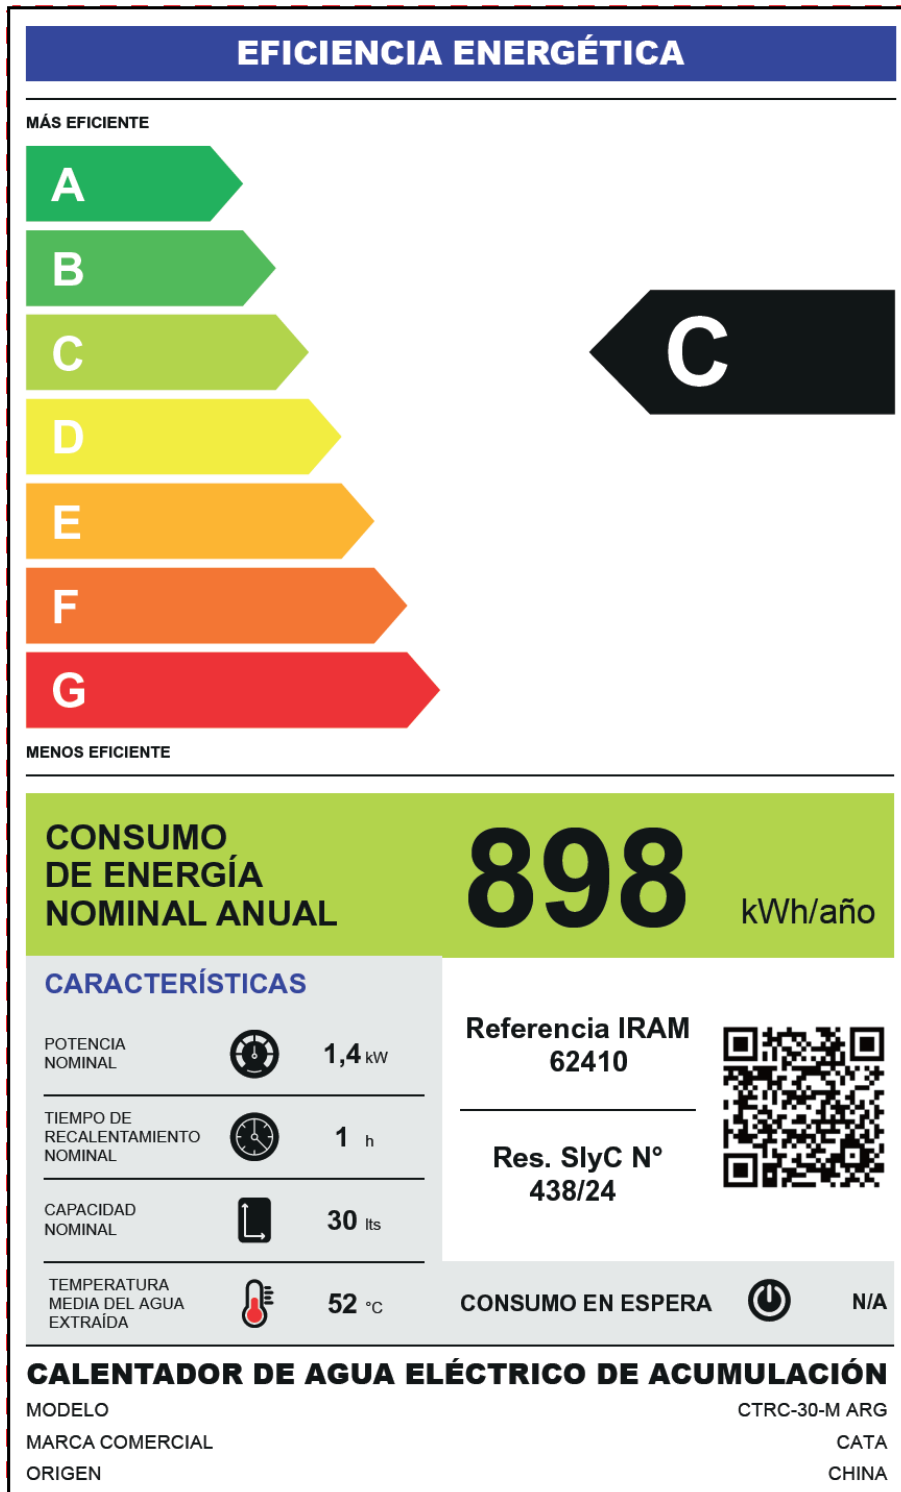 EFICIENCIA ENERGÉTICA
MÁS EFICIENTE
A
B
C
C
D
E
F
G
MENOS EFICIENTE
CONSUMO
DE ENERGÍA
NOMINAL ANUAL
898 kWh/año
CARACTERÍSTICAS
POTENCIA
NOMINAL
1,4 kW
TIEMPO DE
RECALENTAMIENTO
NOMINAL
1 h
CAPACIDAD
NOMINAL
30 lts
TEMPERATURA
MEDIA DEL AGUA
EXTRAÍDA
52 °C
Referencia IRAM
62410
Res. SIyC N°
438/24
CONSUMO EN ESPERA N/A
CALENTADOR DE AGUA ELÉCTRICO DE ACUMULACIÓN
MODELO CTRC-30-M ARG
MARCA COMERCIAL CATA
ORIGEN CHINA